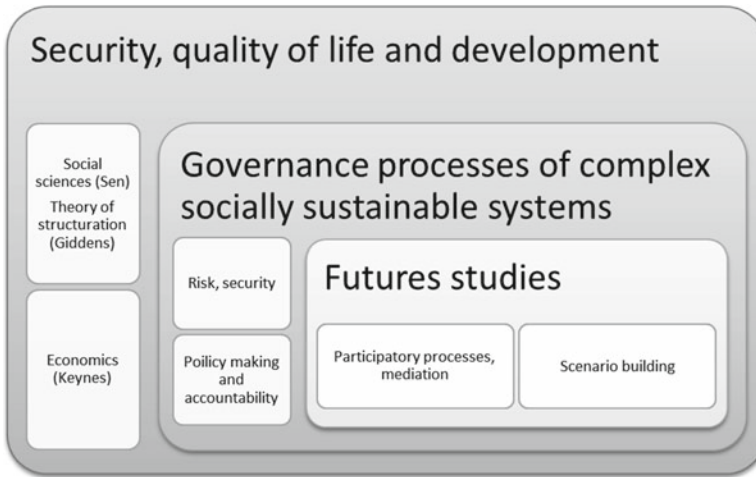 Security, quality of life and development
Social
sciences (Sen)
Theory of
structuration
(Giddens)
Economics
(Keynes)
Governance processes of complex
socially sustainable systems
Risk, security
Poilicy making
and
accountability
Futures studies
Participatory processes,
mediation
Scenario building